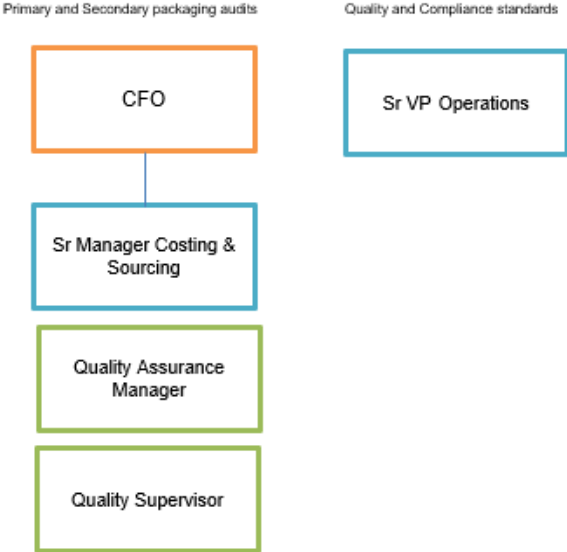 Primary and Secondary packaging audits
Quality and Compliance standards
CFO
Sr VP Operations
Sr Manager Costing &
Sourcing
Quality Assurance
Manager
Quality Supervisor